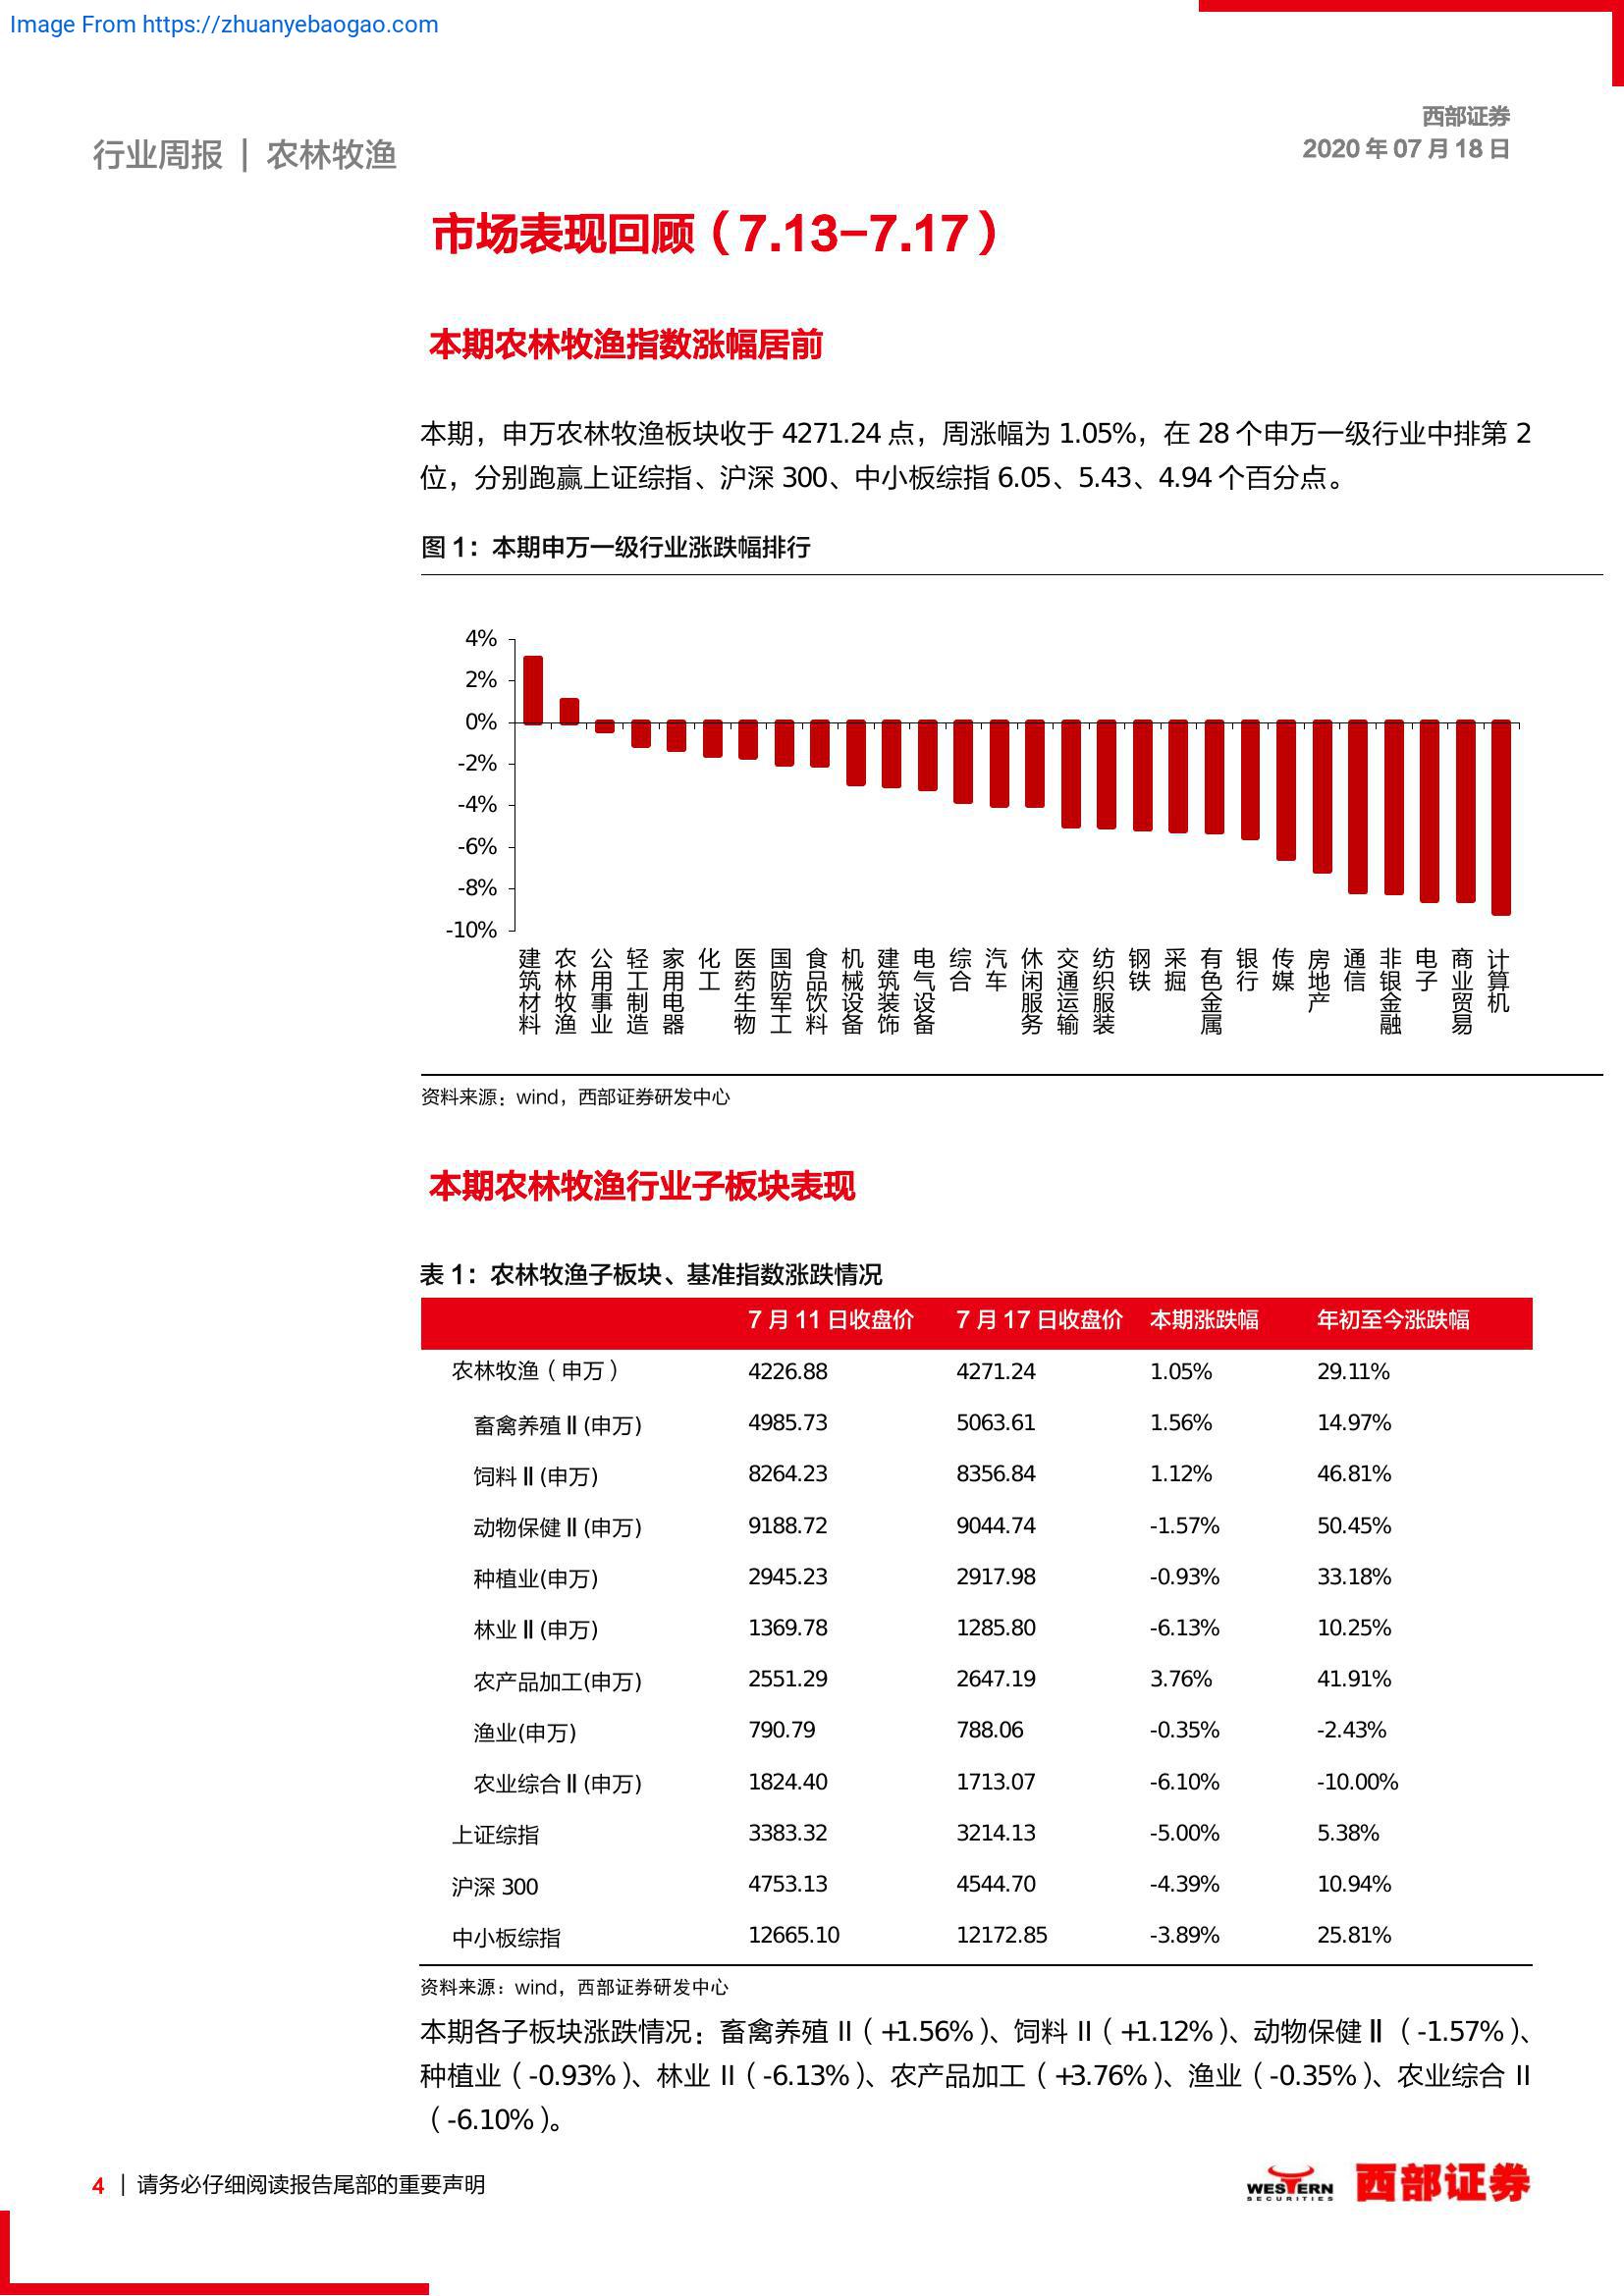 Image From https://zhuanyebaogao.com
行业周报 | 农林牧渔
西部证券
2020 年 07 月 18 日
市场表现回顾（7.13-7.17）
本期农林牧渔指数涨幅居前
本期，申万农林牧渔板块收于 4271.24 点，周涨幅为 1.05%，在 28 个申万一级行业中排第 2
位，分别跑赢上证综指、沪深 300、中小板综指 6.05、5.43、4.94 个百分点。
图 1：本期申万一级行业涨跌幅排行
4%
2%
0%
-2%
-4%
-6%
-8%
-10%
建筑材料 农林牧渔 公用事业 轻工制造 家用电器 化工 医药生物 国防军工 食品饮料 机械设备 建筑装饰 电气设备 综合 汽车 休闲服务 交通运输 纺织服装 钢铁 采掘 有色金属 银行 传媒 房地产 通信 非银金融 电子 商业贸易 计算机
资料来源：wind，西部证券研发中心
本期农林牧渔行业子板块表现
表 1：农林牧渔子板块、基准指数涨跌情况
7 月 11 日收盘价 7 月 17 日收盘价 本期涨跌幅 年初至今涨跌幅
农林牧渔（申万） 4226.88 4271.24 1.05% 29.11%
畜禽养殖Ⅱ(申万) 4985.73 5063.61 1.56% 14.97%
饲料Ⅱ(申万) 8264.23 8356.84 1.12% 46.81%
动物保健Ⅱ(申万) 9188.72 9044.74 -1.57% 50.45%
种植业(申万) 2945.23 2917.98 -0.93% 33.18%
林业Ⅱ(申万) 1369.78 1285.80 -6.13% 10.25%
农产品加工(申万) 2551.29 2647.19 3.76% 41.91%
渔业(申万) 790.79 788.06 -0.35% -2.43%
农业综合Ⅱ(申万) 1824.40 1713.07 -6.10% -10.00%
上证综指 3383.32 3214.13 -5.00% 5.38%
沪深 300 4753.13 4544.70 -4.39% 10.94%
中小板综指 12665.10 12172.85 -3.89% 25.81%
资料来源：wind，西部证券研发中心
本期各子板块涨跌情况：畜禽养殖 II（+1.56%）、饲料 II（+1.12%）、动物保健Ⅱ（-1.57%）、
种植业（-0.93%）、林业 II（-6.13%）、农产品加工（+3.76%）、渔业（-0.35%）、农业综合 II
（-6.10%）。
4 | 请务必仔细阅读报告尾部的重要声明
WESTERN
SECURITIES
西部证券